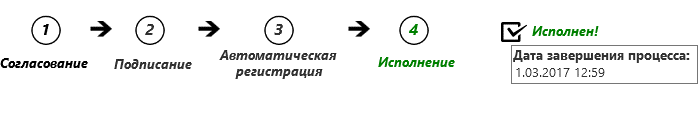 1
Согласование
2
Подписание
3
Автоматическая
регистрация
4
Исполнение
Исполнен!
Дата завершения процесса:
1.03.2017 12:59